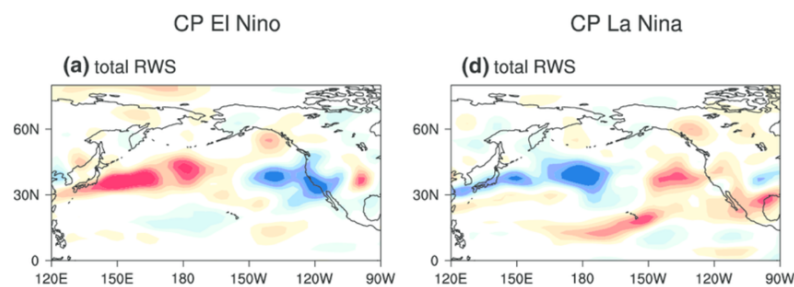 CP El Nino
CP La Nina
(a) total RWS
(d) total RWS
60N
30N
0
120E 150E 180 150W 120W 90W
60N
30N
0
120E 150E 180 150W 120W 90W